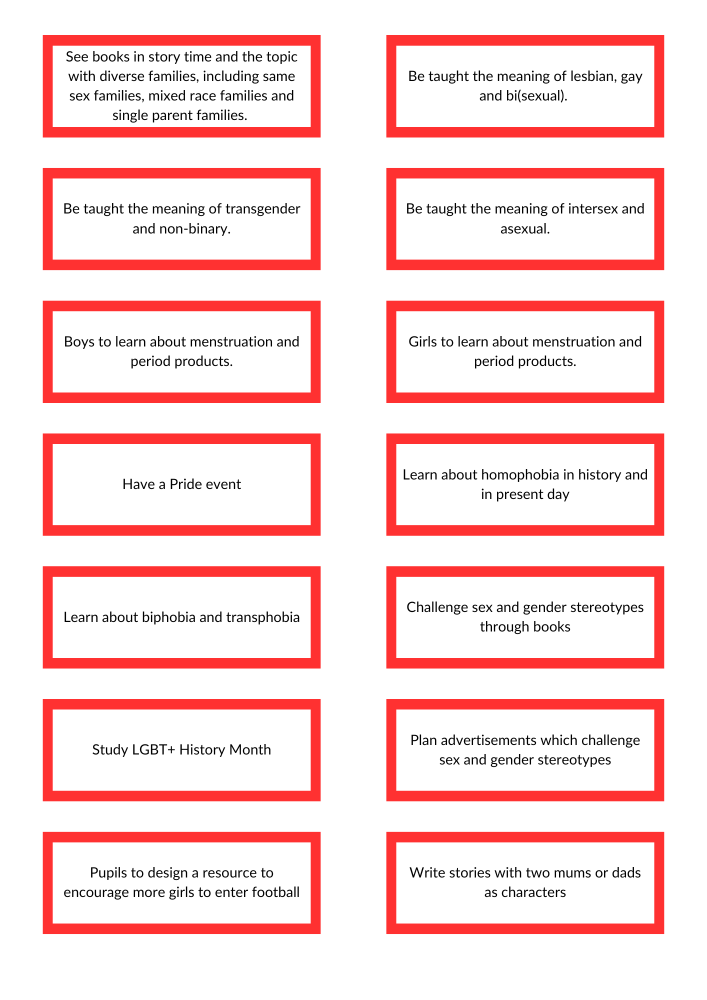 See books in story time and the topic
with diverse families, including same
sex families, mixed race families and
single parent families.
Be taught the meaning of lesbian, gay
and bi(sexual).
Be taught the meaning of transgender
and non-binary.
Be taught the meaning of intersex and
asexual.
Boys to learn about menstruation and
period products.
Girls to learn about menstruation and
period products.
Have a Pride event
Learn about homophobia in history and
in present day
Learn about biphobia and transphobia
Challenge sex and gender stereotypes
through books
Study LGBT+ History Month
Plan advertisements which challenge
sex and gender stereotypes
Pupils to design a resource to
encourage more girls to enter football
Write stories with two mums or dads
as characters